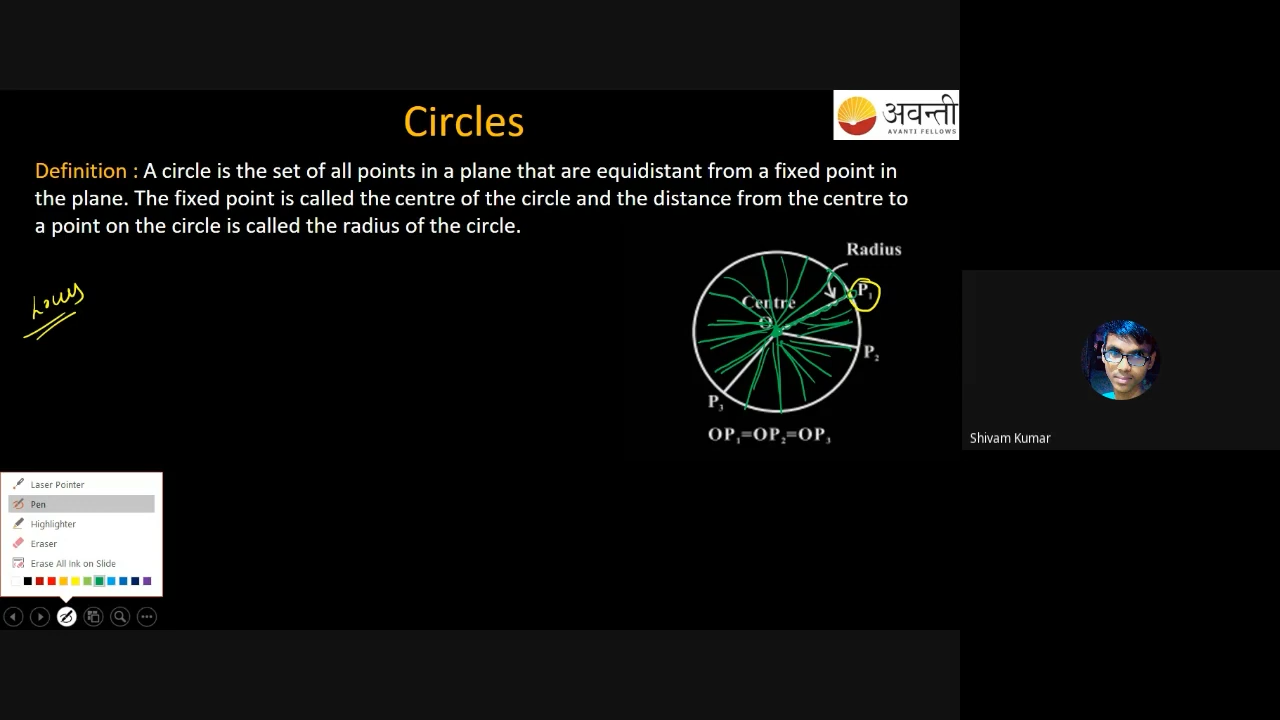 Circles
अवन्ती
AVANTI FELLOWS
Definition : A circle is the set of all points in a plane that are equidistant from a fixed point in
the plane. The fixed point is called the centre of the circle and the distance from the centre to
a point on the circle is called the radius of the circle.
Locus
Radius
P₁
Centre
O
P₂
P₃
OP₁=OP₂=OP₃
Shivam Kumar
Laser Pointer
Pen
Highlighter
Eraser
Erase All Ink on Slide